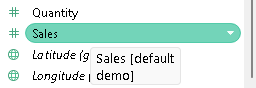 # Quantity
# Sales
Latitude (g
Sales [default
demo]
Longitude